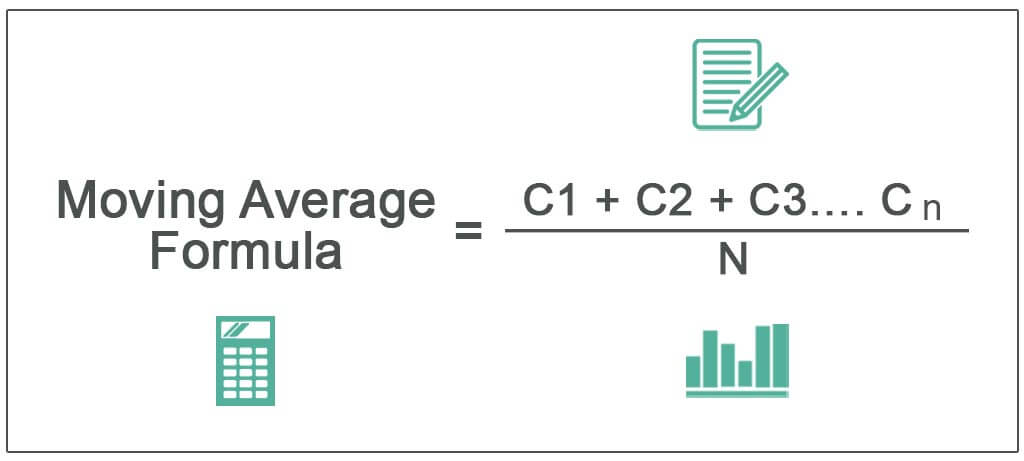 Moving Average
Formula
=
C1 + C2 + C3.... C n
N